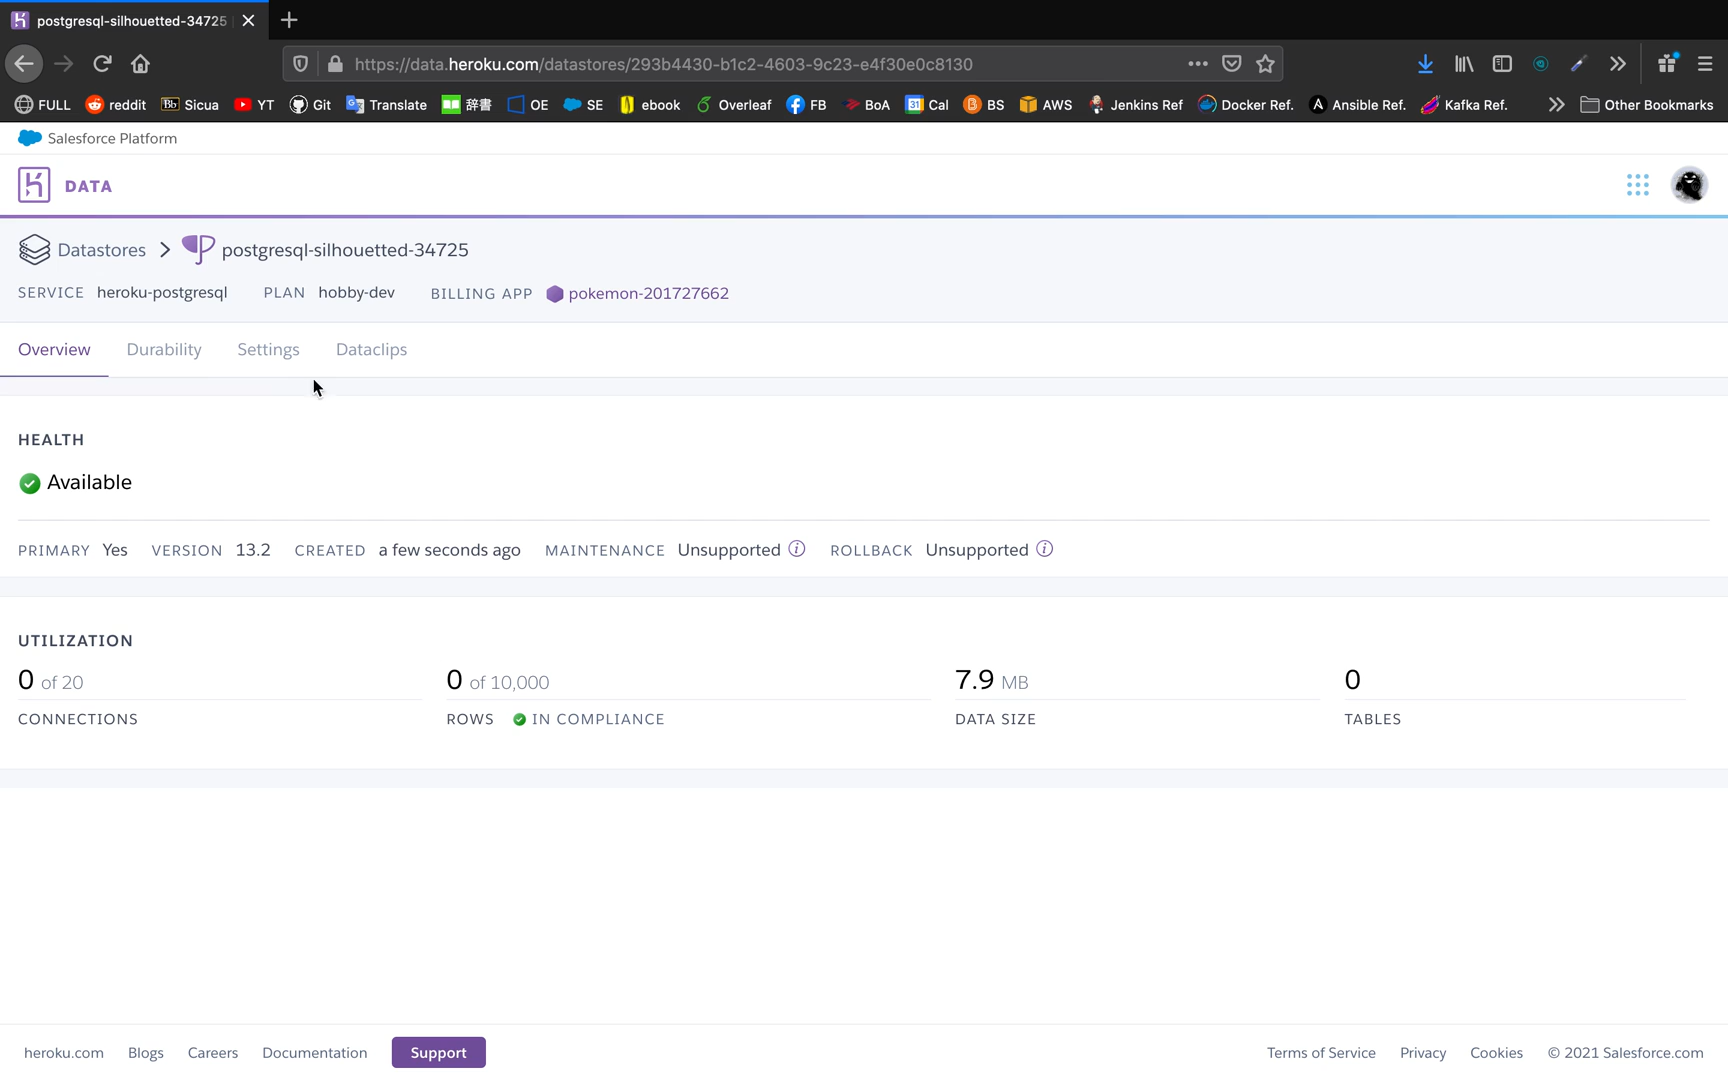 postgresql-silhouetted-34725
https://data.heroku.com/datastores/293b4430-b1c2-4603-9c23-e4f30e0c8130
FULL reddit Bb Sicua YT Git Translate 辞書 OE SE ebook Overleaf FB BoA 31 Cal BS AWS Jenkins Ref Docker Ref. Ansible Ref. Kafka Ref. Other Bookmarks
Salesforce Platform
DATA
Datastores > postgresql-silhouetted-34725
SERVICE heroku-postgresql PLAN hobby-dev BILLING APP pokemon-201727662
Overview Durability Settings Dataclips
HEALTH
Available
PRIMARY Yes VERSION 13.2 CREATED a few seconds ago MAINTENANCE Unsupported ROLLBACK Unsupported
UTILIZATION
0 of 20 0 of 10,000 7.9 MB 0
CONNECTIONS ROWS IN COMPLIANCE DATA SIZE TABLES
heroku.com Blogs Careers Documentation Support Terms of Service Privacy Cookies © 2021 Salesforce.com